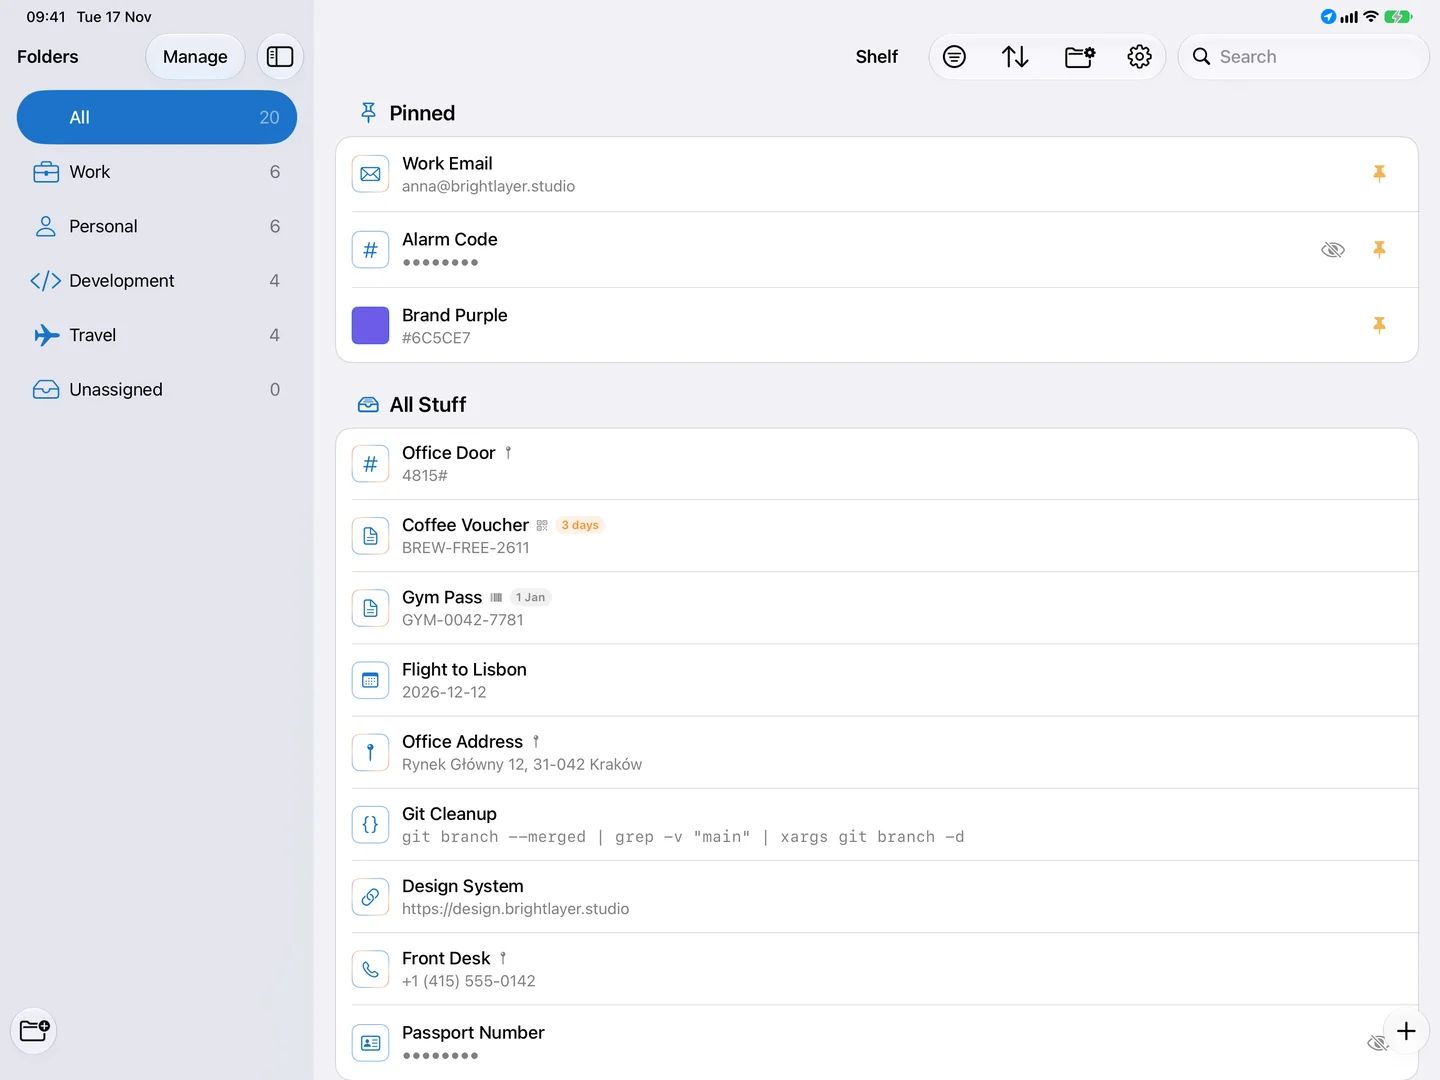 09:41 Tue 17 Nov
Folders
Manage
Shelf
Search
All 20
Work 6
Personal 6
Development 4
Travel 4
Unassigned 0
Pinned
Work Email
anna@brightlayer.studio
Alarm Code
••••••••
Brand Purple
#6C5CE7
All Stuff
Office Door
4815#
Coffee Voucher 3 days
BREW-FREE-2611
Gym Pass 1 Jan
GYM-0042-7781
Flight to Lisbon
2026-12-12
Office Address
Rynek Główny 12, 31-042 Kraków
Git Cleanup
git branch --merged | grep -v "main" | xargs git branch -d
Design System
https://design.brightlayer.studio
Front Desk
+1 (415) 555-0142
Passport Number
••••••••